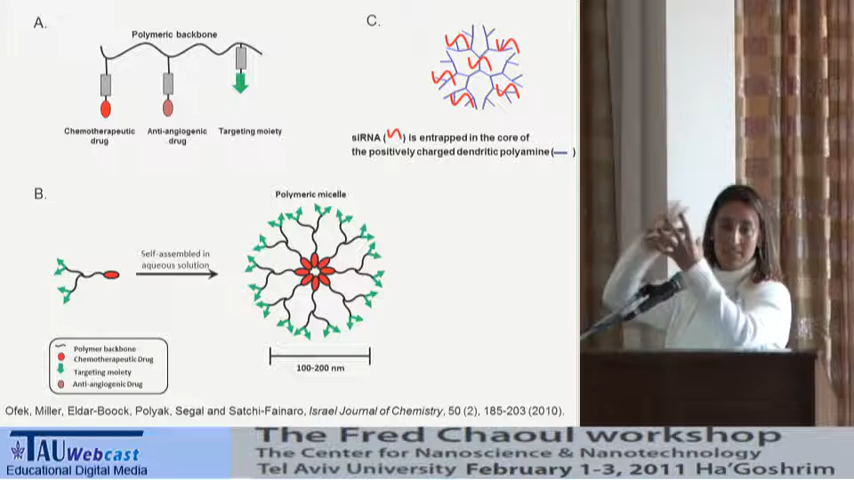 A.
Polymeric backbone
Chemotherapeutic
drug
Anti-angiogenic
drug
Targeting moiety
C.
siRNA ( ) is entrapped in the core of
the positively charged dendritic polyamine( )
B.
Self-assembled in
aqueous solution
Polymeric micelle
100-200 nm
Polymer backbone
Chemotherapeutic Drug
Targeting moiety
Anti-angiogenic Drug
Ofek, Miller, Eldar-Boock, Polyak, Segal and Satchi-Fainaro, Israel Journal of Chemistry, 50 (2), 185-203 (2010).
TAU Webcast
Educational Digital Media
The Fred Chaoul workshop
The Center for Nanoscience & Nanotechnology
Tel Aviv University February 1-3, 2011 Ha'Goshrim